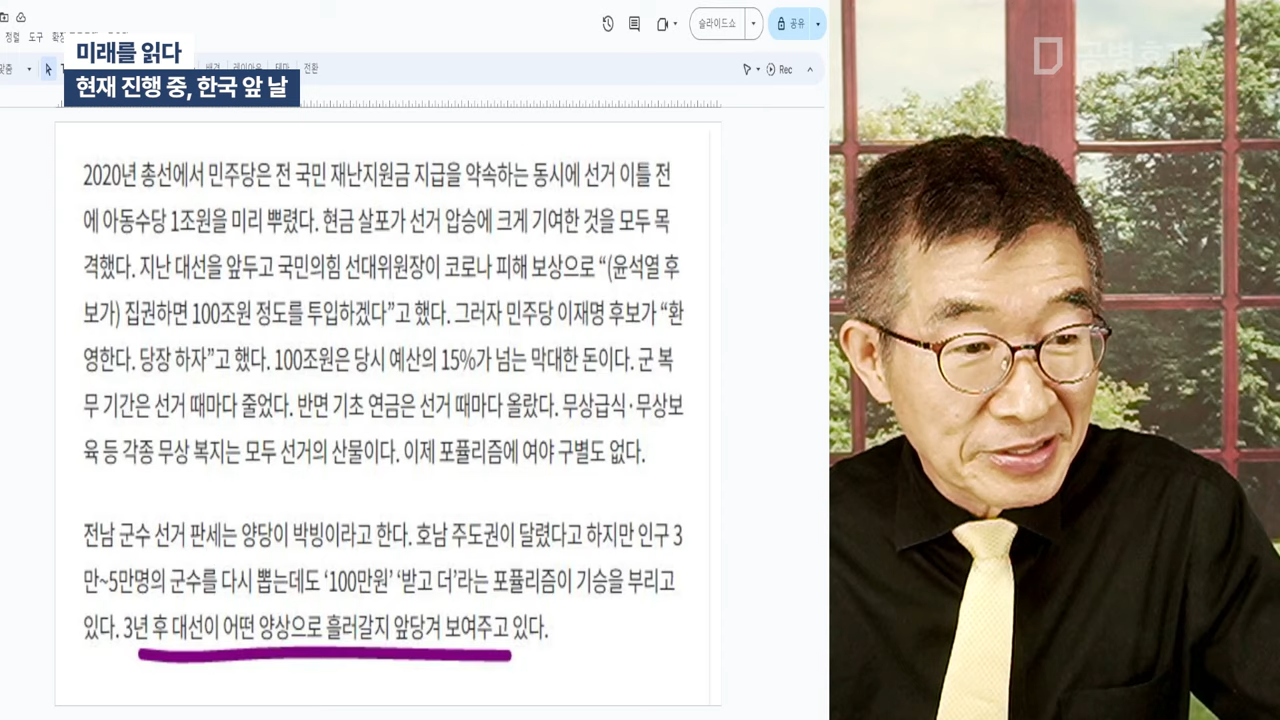 정렬 도구
슬라이드쇼
공유
미래를 읽다
현재 진행 중, 한국 앞 날
맞춤
배경 레이아웃 테마 전환
Rec
2020년 총선에서 민주당은 전 국민 재난지원금 지급을 약속하는 동시에 선거 이틀 전
에 아동수당 1조원을 미리 뿌렸다. 현금 살포가 선거 압승에 크게 기여한 것을 모두 목
격했다. 지난 대선을 앞두고 국민의힘 선대위원장이 코로나 피해 보상으로 “(윤석열 후
보가) 집권하면 100조원 정도를 투입하겠다”고 했다. 그러자 민주당 이재명 후보가 “환
영한다. 당장 하자”고 했다. 100조원은 당시 예산의 15%가 넘는 막대한 돈이다. 군 복
무 기간은 선거 때마다 줄었다. 반면 기초 연금은 선거 때마다 올랐다. 무상급식·무상보
육 등 각종 무상 복지는 모두 선거의 산물이다. 이제 포퓰리즘에 여야 구별도 없다.
전남 군수 선거 판세는 양당이 박빙이라고 한다. 호남 주도권이 달렸다고 하지만 인구 3
만~5만명의 군수를 다시 뽑는데도 ‘100만원’ ‘받고 더’라는 포퓰리즘이 기승을 부리고
있다. 3년 후 대선이 어떤 양상으로 흘러갈지 앞당겨 보여주고 있다.